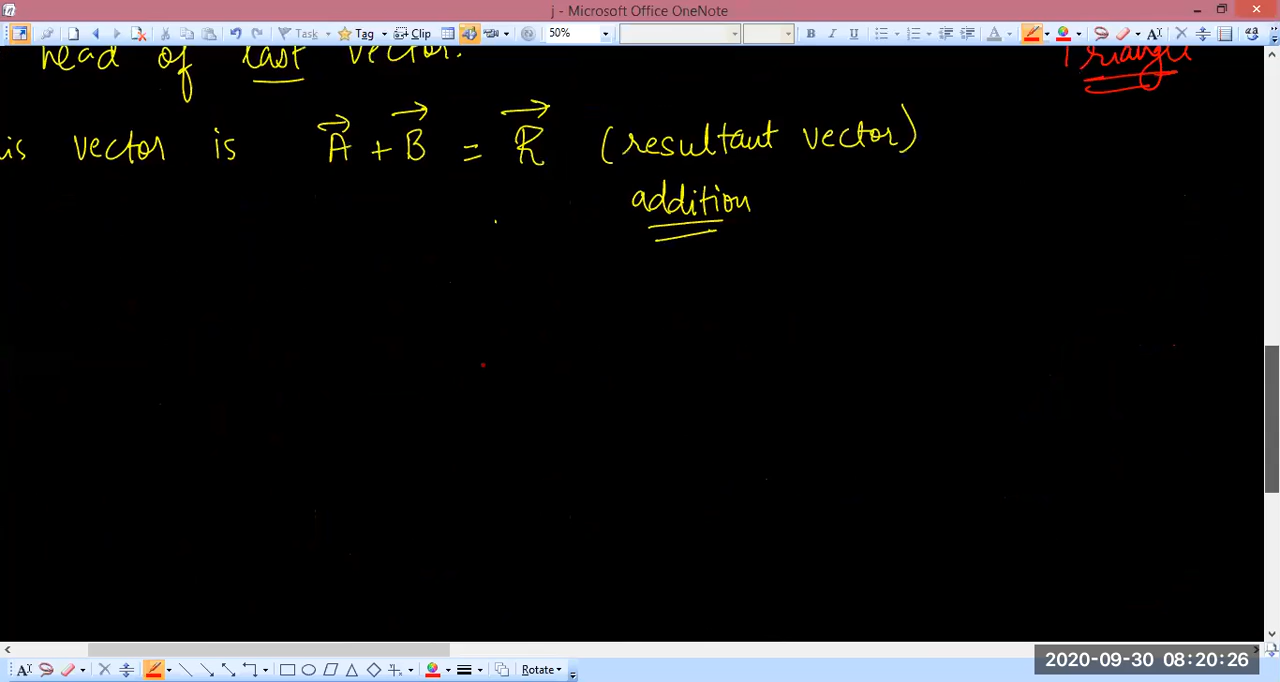 j - Microsoft Office OneNote
Clip
50%
Task
Tag
B I U
head of last vector.
Triangle
is vector is A + B = R (resultant vector)
addition
Rotate
2020-09-30 08:20:26